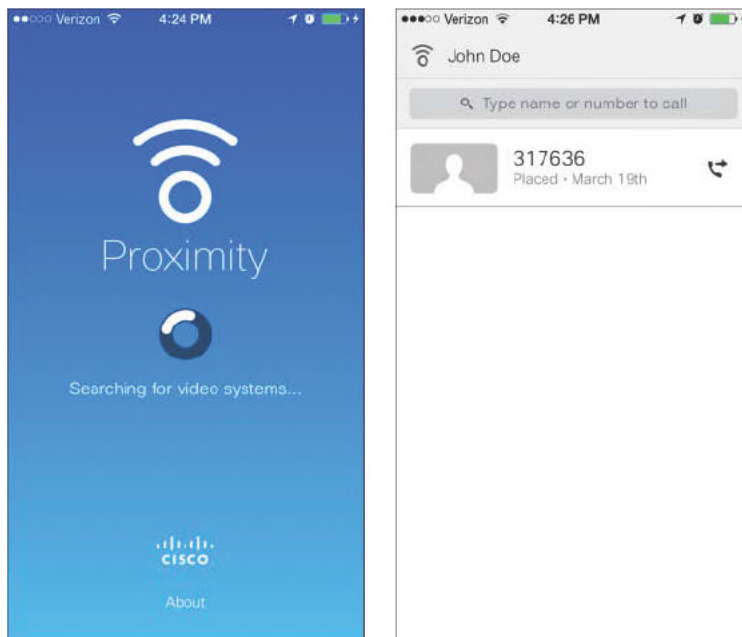 Verizon 4:24 PM
Proximity
Searching for video systems...
CISCO
About
Verizon 4:26 PM
John Doe
Type name or number to call
317636
Placed • March 19th